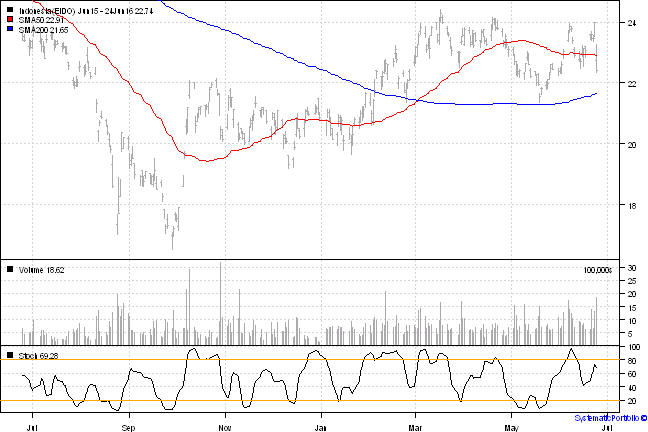 Indonesia(EIDO) Jun 15 - 24Jun16 22.74
SMA50 22.91
SMA200 21.65
24
22
20
18
Volume 18.62
100,000s
30
25
20
15
10
5
Stoch 69.28
80
60
40
20
Jul Sep Nov Jan Mar May Jul
SystematicPortfolio ©